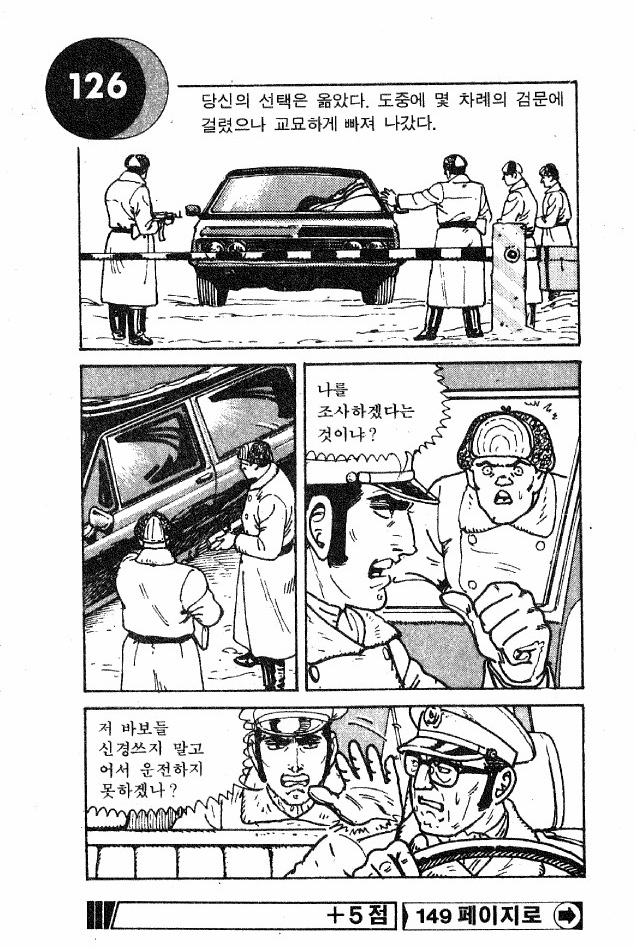 126
당신의 선택은 옳았다. 도중에 몇 차례의 검문에
걸렸으나 교묘하게 빠져 나갔다.
나를
조사하겠다는
것이냐?
저 바보들
신경쓰지 말고
어서 운전하지
못하겠나?
+5점 149 페이지로